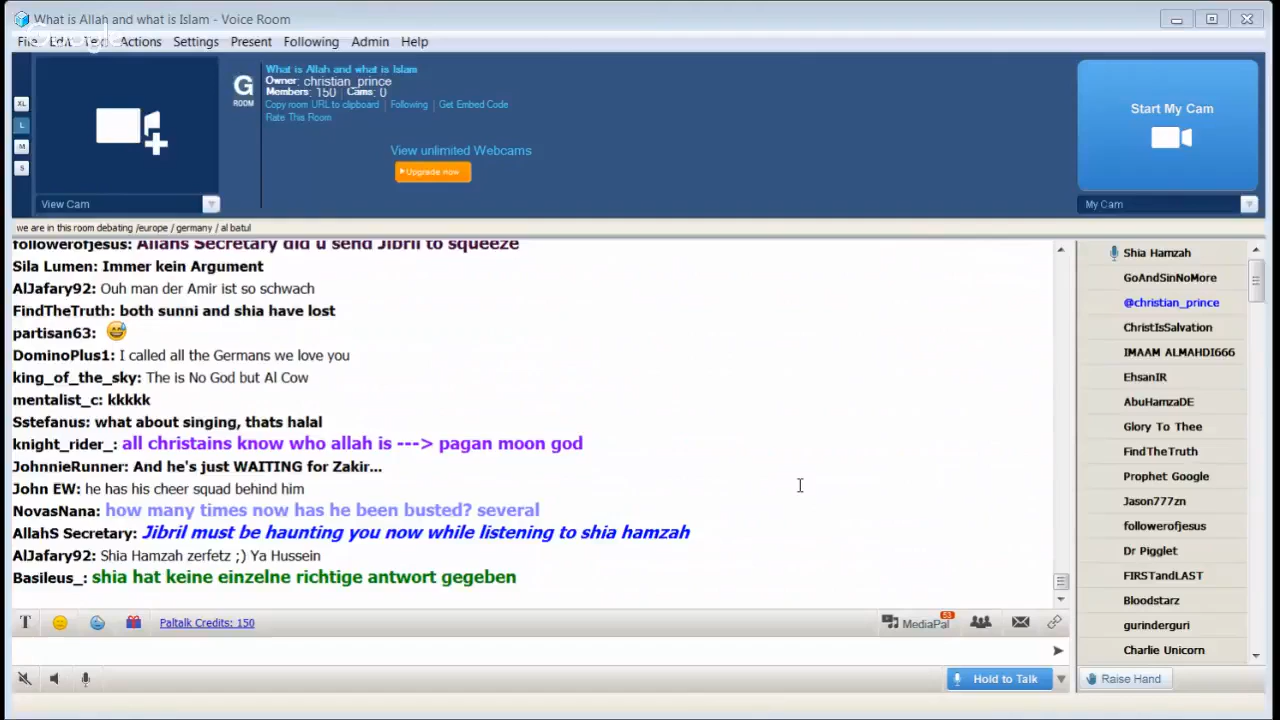 What is Allah and what is Islam - Voice Room
File Edit Text Actions Settings Present Following Admin Help
Google
XL
L
M
S
View Cam
G
ROOM
What is Allah and what is Islam
Owner: christian_prince
Members: 150 Cams: 0
Copy room URL to clipboard | Following | Get Embed Code
Rate This Room
View unlimited Webcams
Upgrade now
Start My Cam
My Cam
we are in this room debating /europe / germany / al batul
followerofjesus: Allahs Secretary did u send Jibril to squeeze
Sila Lumen: Immer kein Argument
AlJafary92: Ouh man der Amir ist so schwach
FindTheTruth: both sunni and shia have lost
partisan63:
DominoPlus1: I called all the Germans we love you
king_of_the_sky: The is No God but Al Cow
mentalist_c: kkkkk
Sstefanus: what about singing, thats halal
knight_rider_: all christains know who allah is ---> pagan moon god
JohnnieRunner: And he's just WAITING for Zakir...
John EW: he has his cheer squad behind him
NovasNana: how many times now has he been busted? several
AllahS Secretary: Jibril must be haunting you now while listening to shia hamzah
AlJafary92: Shia Hamzah zerfetz ;) Ya Hussein
Basileus_: shia hat keine einzelne richtige antwort gegeben
Shia Hamzah
GoAndSinNoMore
@christian_prince
ChristIsSalvation
IMAAM ALMAHDI666
EhsanIR
AbuHamzaDE
Glory To Thee
FindTheTruth
Prophet Google
Jason777zn
followerofjesus
Dr Pigglet
FIRSTandLAST
Bloodstarz
gurinderguri
Charlie Unicorn
T
Paltalk Credits: 150
MediaPal
53
Hold to Talk
Raise Hand